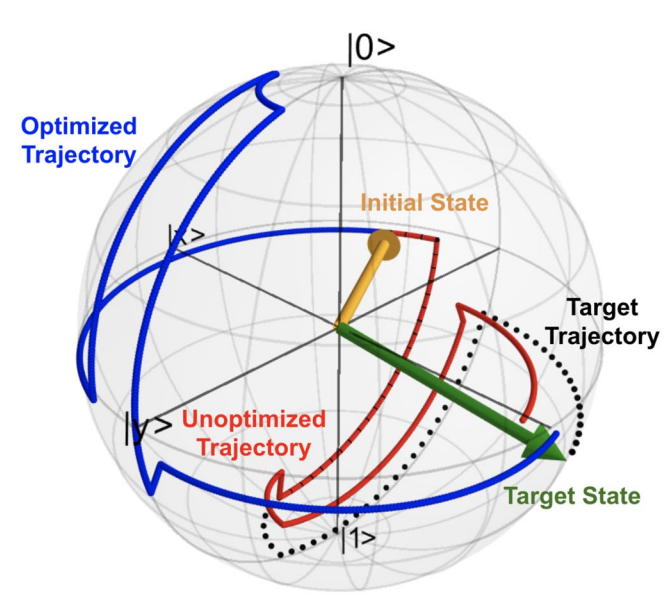 |0>
Optimized
Trajectory
Initial State
|x>
Target
Trajectory
|y>
Unoptimized
Trajectory
Target State
|1>